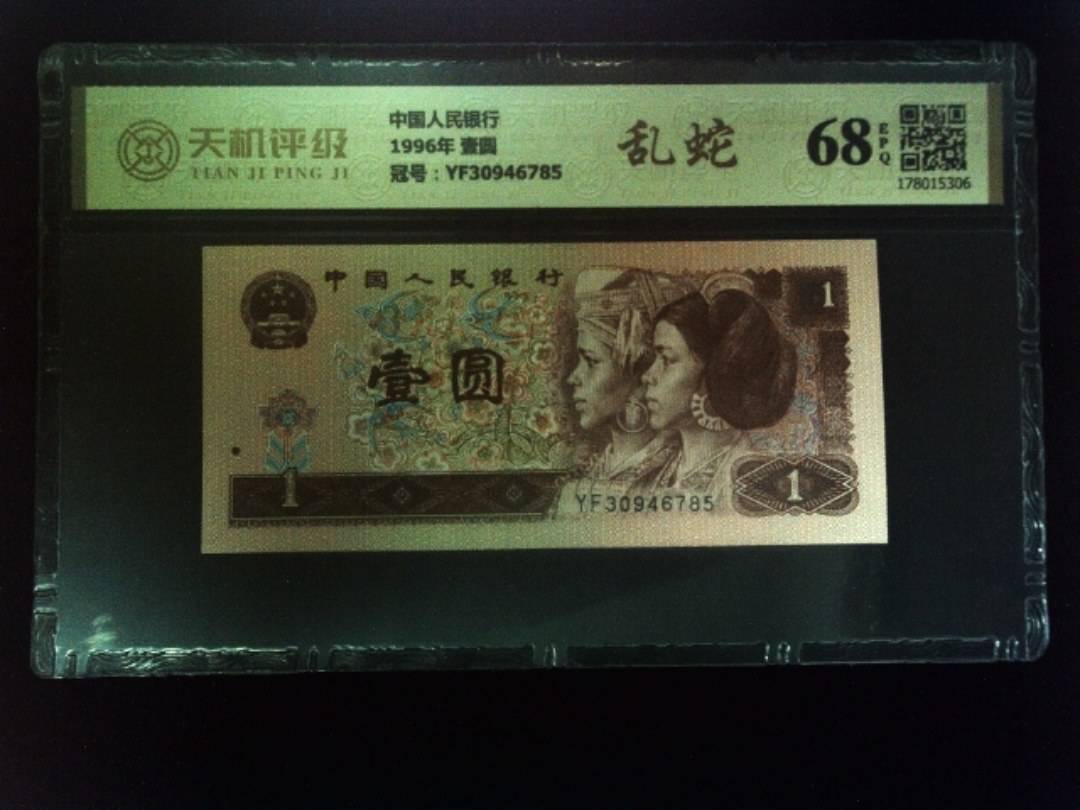 天机评级
TIAN JI PING JI
中国人民银行
1996年 壹圆
冠号：YF30946785
乱蛇
68
EPQ
178015306
中国人民银行
1
壹圆
1
YF30946785
1